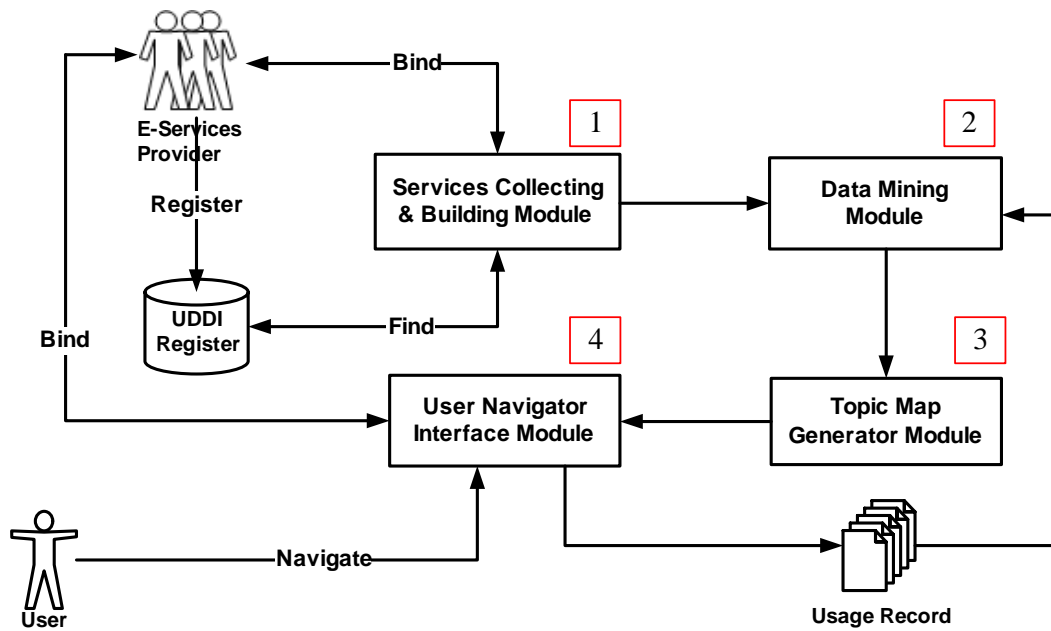 Bind
E-Services
Provider
1
2
Services Collecting
& Building Module
Data Mining
Module
Register
UDDI
Register
Find
Bind
4
3
User Navigator
Interface Module
Topic Map
Generator Module
Navigate
User
Usage Record